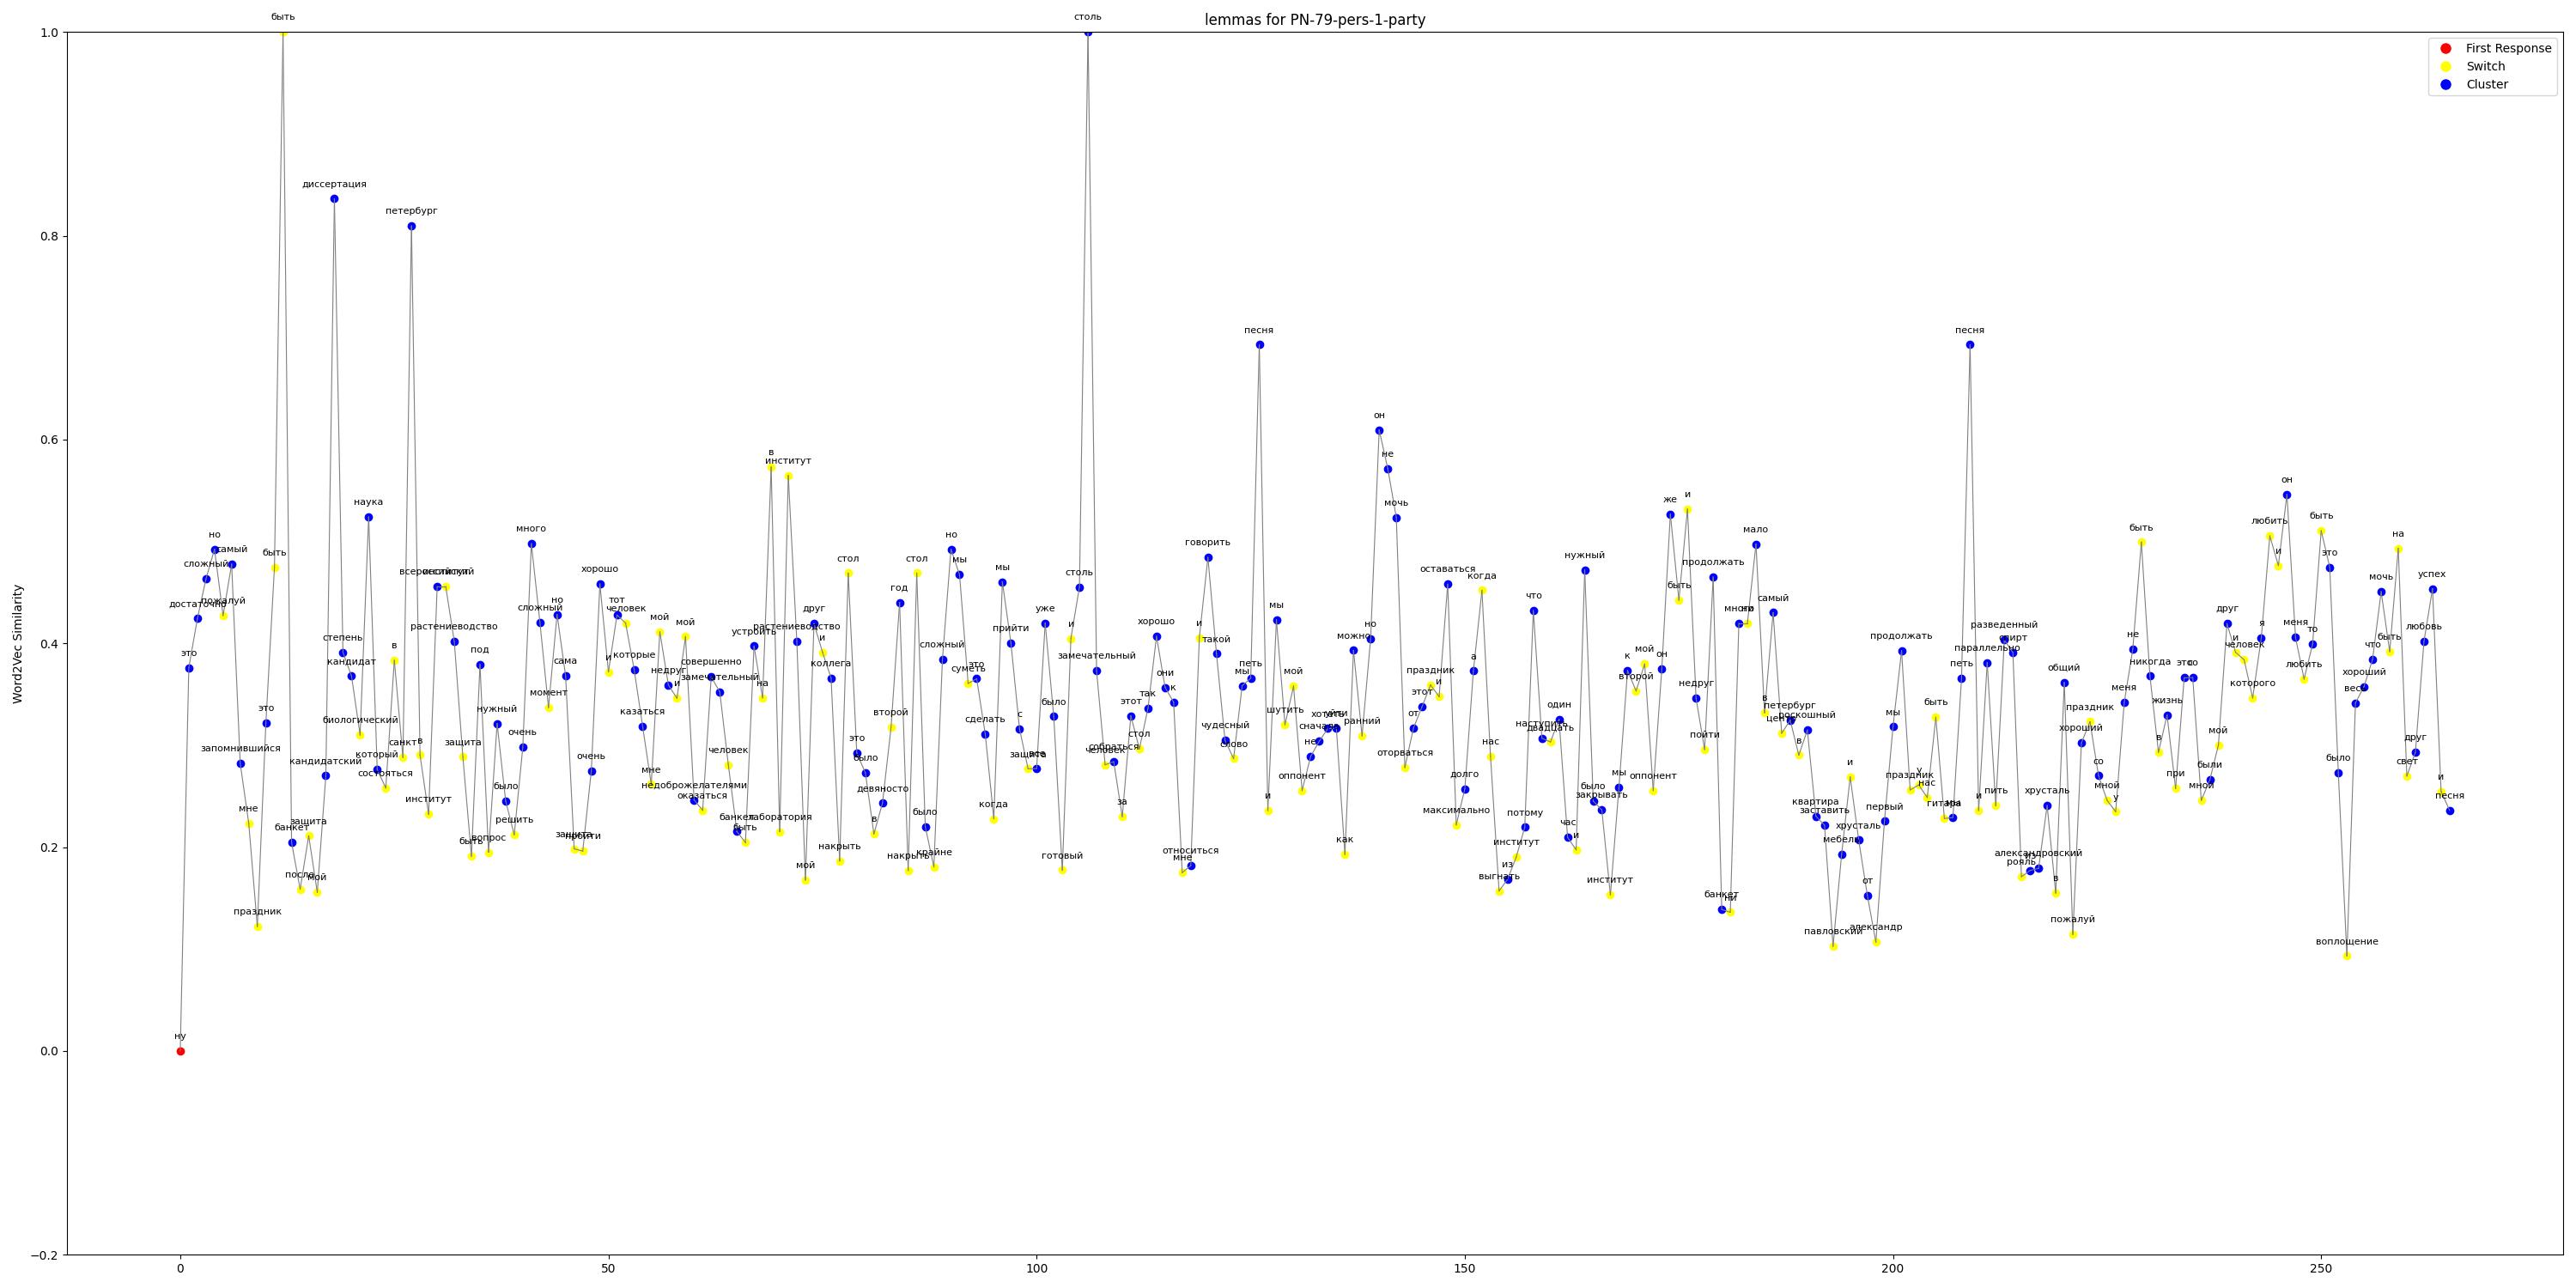 lemmas for PN-79-pers-1-party
First Response
Switch
Cluster
Word2Vec Similarity
1.0
0.8
0.6
0.4
0.2
0.0
−0.2
0
50
100
150
200
250
ну
это
достаточно
сложный
но
пожалуй
самый
запомнившийся
мне
праздник
это
быть
быть
банкет
после
защита
мой
кандидатский
диссертация
степень
кандидат
биологический
наука
который
состояться
в
санкт
петербург
в
институт
растениеводство
защита
быть
под
вопрос
нужный
было
решить
очень
много
сложный
момент
но
сама
защита
пройти
очень
хорошо
и
тот
человек
которые
казаться
мне
мой
недруг
и
мой
недоброжелателями
оказаться
совершенно
замечательный
человек
банкет
быть
устроить
на
в
лаборатория
институт
растениеводство
мой
друг
и
коллега
накрыть
стол
это
было
в
девяносто
второй
год
накрыть
стол
было
крайне
сложный
но
мы
суметь
это
сделать
когда
мы
прийти
с
защита
все
уже
было
готовый
и
столь
столь
замечательный
человек
собраться
за
этот
стол
так
хорошо
они
к
мне
относиться
и
говорить
такой
чудесный
слово
мы
петь
песня
и
мы
шутить
мой
оппонент
не
сначала
хотеть
уйти
как
можно
ранний
но
он
не
мочь
оторваться
от
этот
праздник
и
оставаться
максимально
долго
а
когда
нас
выгнать
из
институт
потому
что
наступить
двадцать
один
час
и
нужный
было
закрывать
институт
мы
к
второй
мой
оппонент
он
же
быть
и
недруг
пойти
продолжать
банкет
ни
много
ни
мало
в
самый
центр
петербург
в
роскошный
квартира
заставить
павловский
мебель
и
хрусталь
от
александр
первый
мы
продолжать
праздник
у
нас
быть
гитара
мы
петь
песня
и
параллельно
пить
разведенный
спирт
рояль
из
александровский
хрусталь
в
общий
пожалуй
хороший
праздник
со
мной
у
меня
не
быть
никогда
в
жизнь
при
это
со
мной
были
мой
друг
и
человек
которого
я
любить
и
он
меня
любить
то
быть
это
было
воплощение
весь
хороший
что
мочь
быть
на
свет
друг
любовь
успех
и
песня